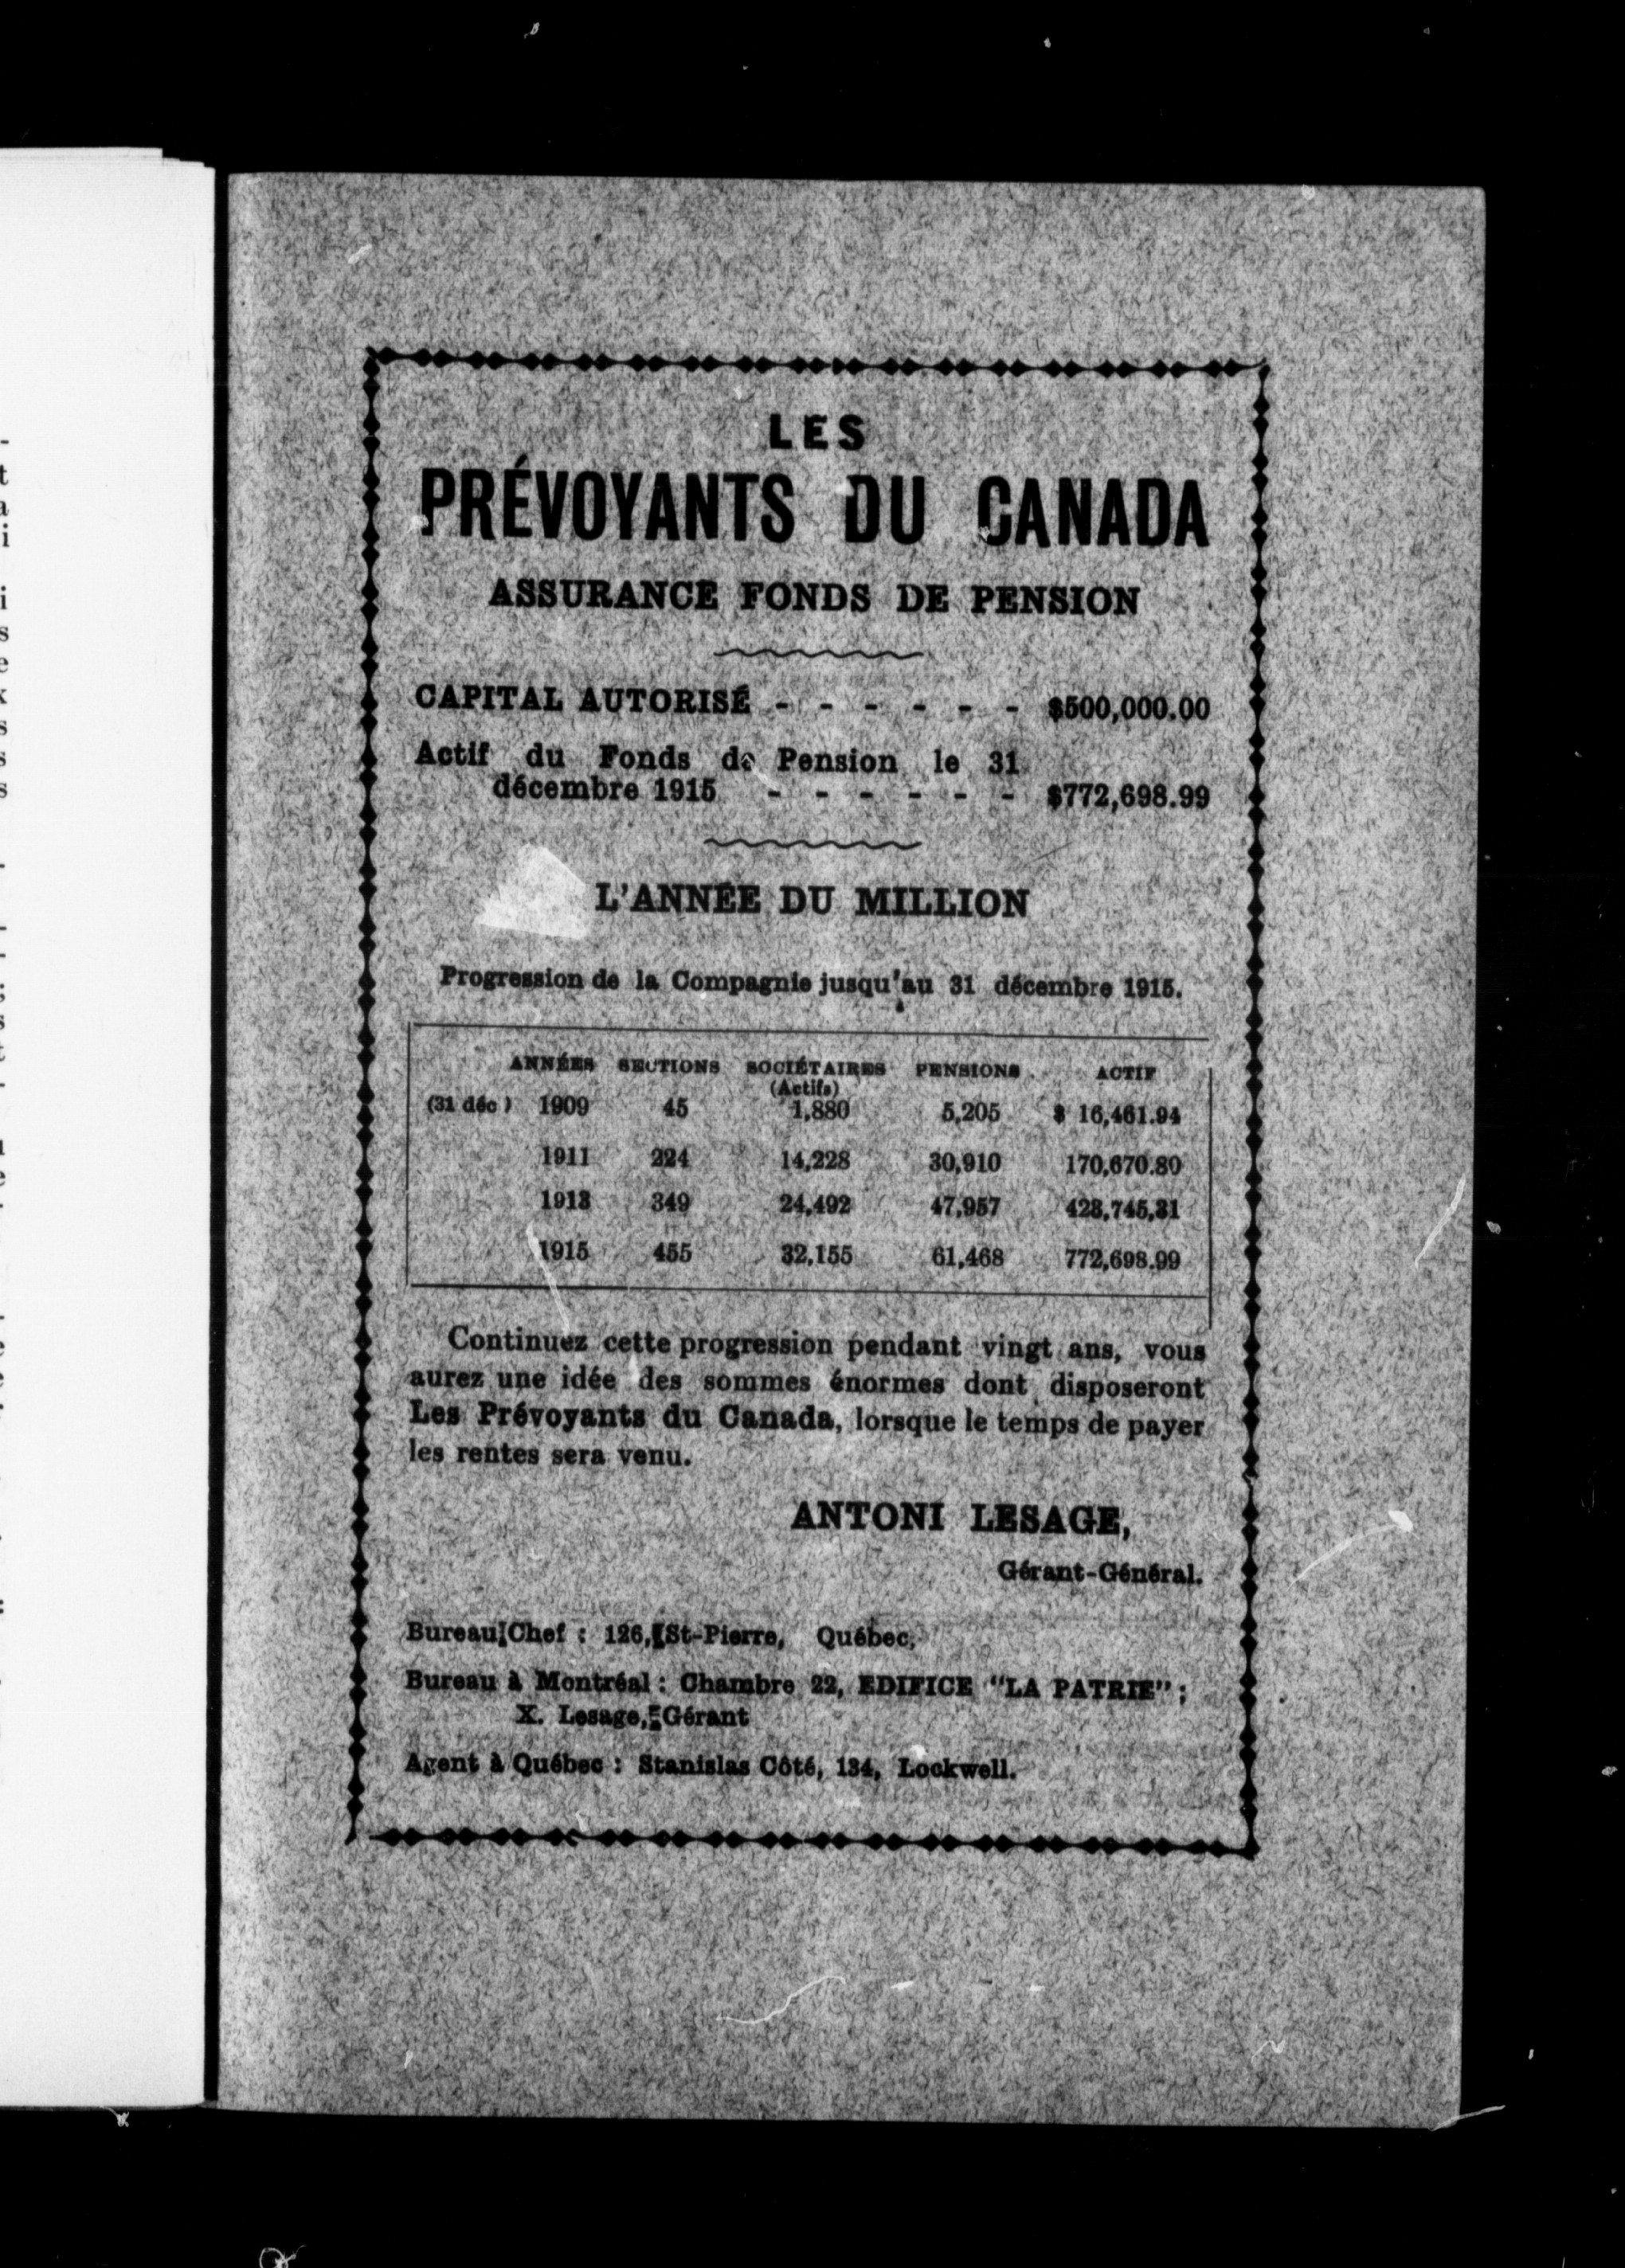 LES
PRÉVOYANTS DU CANADA
ASSURANCE FONDS DE PENSION
CAPITAL AUTORISÉ - - - - - - $500,000.00
Actif du Fonds de Pension le 31
décembre 1915 - - - - - - $772,698.99
L'ANNÉE DU MILLION
Progression de la Compagnie jusqu'au 31 décembre 1915.
ANNÉES SECTIONS SOCIÉTAIRES PENSIONS ACTIF
(Actifs)
(31 déc ) 1909 45 1,880 5,205 $ 16,461.94
1911 224 14,228 30,910 170,670.80
1913 349 24,492 47,957 423,745,31
1915 455 32,155 61,468 772,698.99
Continuez cette progression pendant vingt ans, vous
aurez une idée des sommes énormes dont disposeront
Les Prévoyants du Canada, lorsque le temps de payer
les rentes sera venu.
ANTONI LESAGE,
Gérant-Général.
Bureau Chef : 126, St-Pierre, Québec,
Bureau à Montréal : Chambre 22, EDIFICE "LA PATRIE" ;
X. Lesage, Gérant
Agent à Québec : Stanislas Côté, 134, Lockwell.